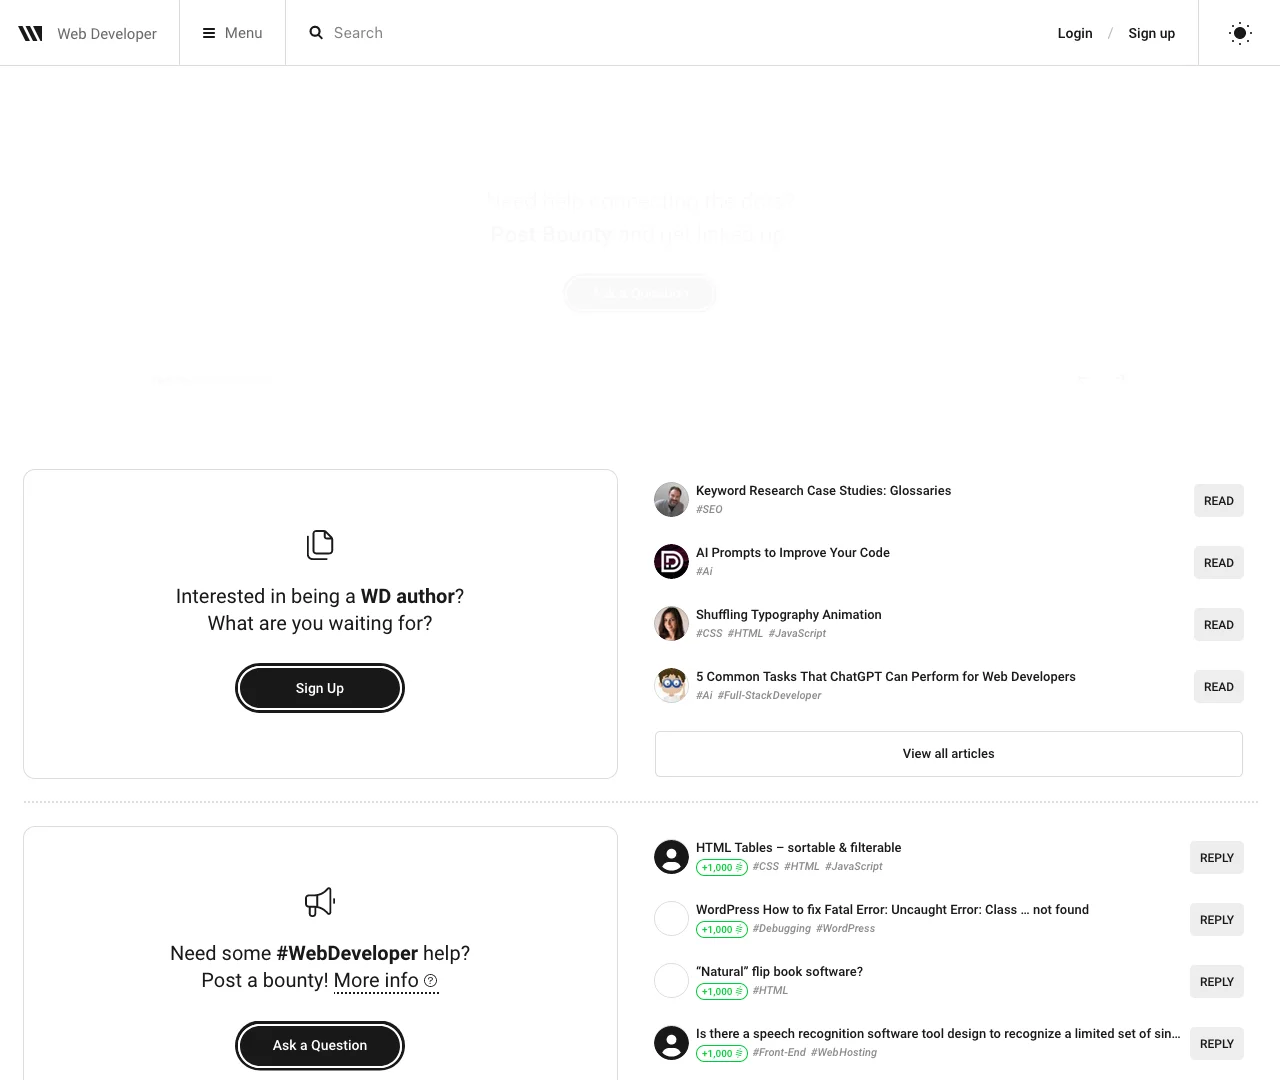 Web Developer
Menu
Search
Login / Sign up
Post Bounty and get
Ask a Question
Interested in being a WD author?
What are you waiting for?
Sign Up
Keyword Research Case Studies: Glossaries
#SEO
READ
AI Prompts to Improve Your Code
#Ai
READ
Shuffling Typography Animation
#CSS #HTML #JavaScript
READ
5 Common Tasks That ChatGPT Can Perform for Web Developers
#Ai #Full-StackDeveloper
READ
View all articles
Need some #WebDeveloper help?
Post a bounty! More info
Ask a Question
HTML Tables – sortable & filterable
+1,000 #CSS #HTML #JavaScript
REPLY
WordPress How to fix Fatal Error: Uncaught Error: Class … not found
+1,000 #Debugging #WordPress
REPLY
“Natural” flip book software?
+1,000 #HTML
REPLY
Is there a speech recognition software tool design to recognize a limited set of sin…
+1,000 #Front-End #WebHosting
REPLY